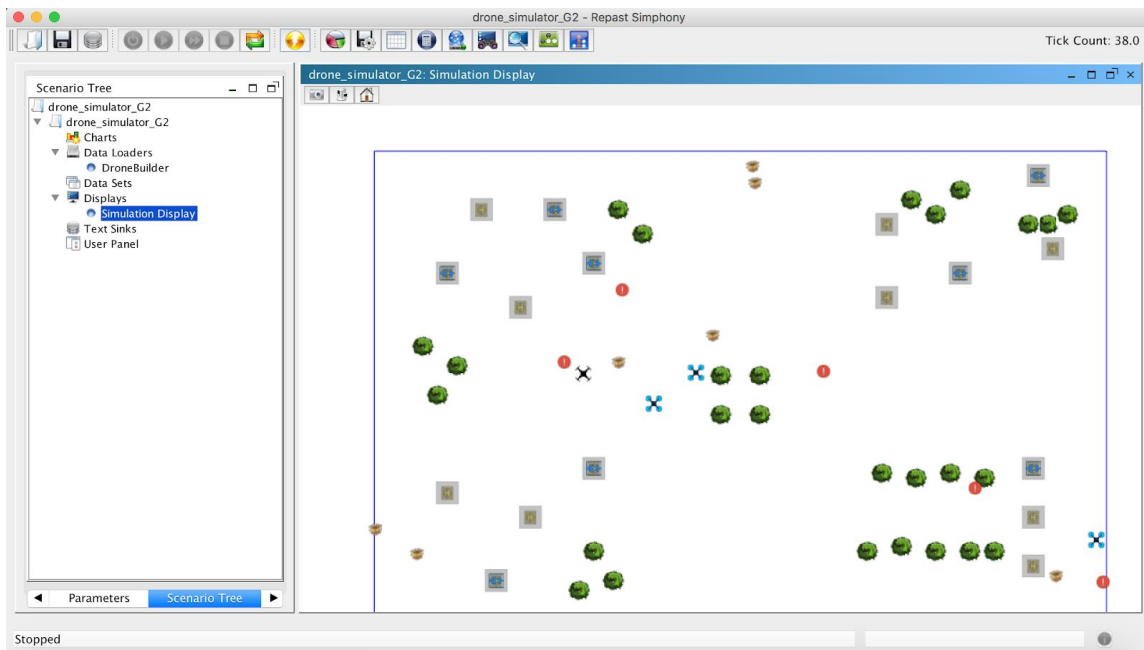 drone_simulator_G2 - Repast Simphony
Tick Count: 38.0
Scenario Tree
drone_simulator_G2
drone_simulator_G2
Charts
Data Loaders
DroneBuilder
Data Sets
Displays
Simulation Display
Text Sinks
User Panel
Parameters
Scenario Tree
drone_simulator_G2: Simulation Display
Stopped